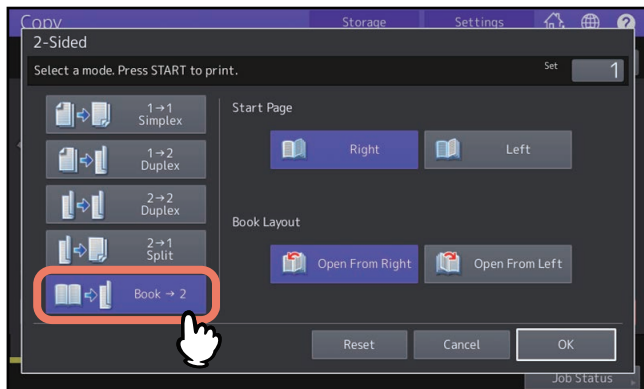 Copy
Storage
Settings
?
2-Sided
Select a mode. Press START to print.
Set
1
1→1
Simplex
1→2
Duplex
2→2
Duplex
2→1
Split
Book → 2
Start Page
Right
Left
Book Layout
Open From Right
Open From Left
Reset
Cancel
OK
Job Status